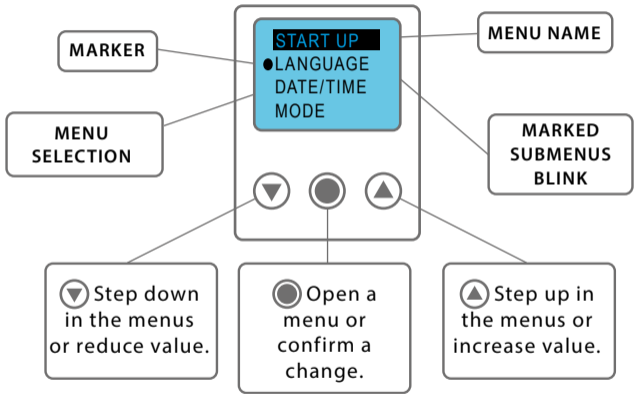 MARKER
START UP
LANGUAGE
DATE/TIME
MODE
MENU NAME
MENU
SELECTION
MARKED
SUBMENUS
BLINK
Step down
in the menus
or reduce value.
Open a
menu or
confirm a
change.
Step up in
the menus or
increase value.